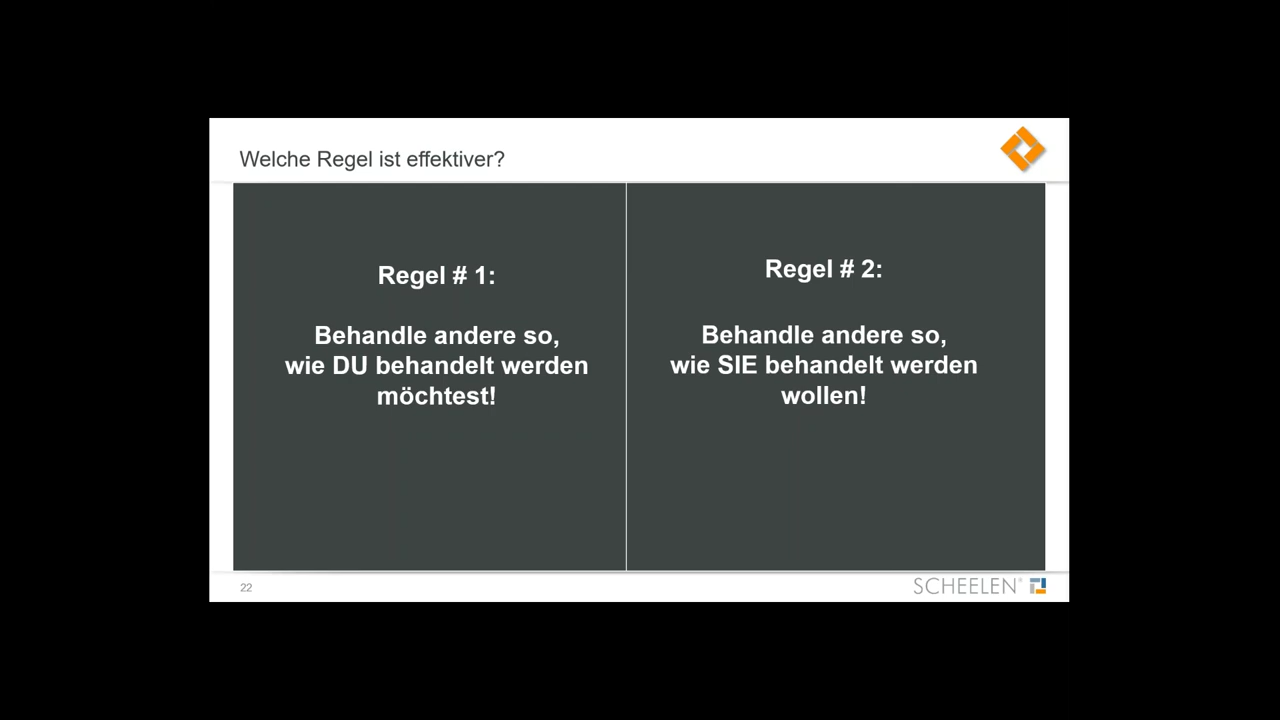 Welche Regel ist effektiver?
Regel # 1:
Behandle andere so,
wie DU behandelt werden
möchtest!
Regel # 2:
Behandle andere so,
wie SIE behandelt werden
wollen!
22
SCHEELEN®